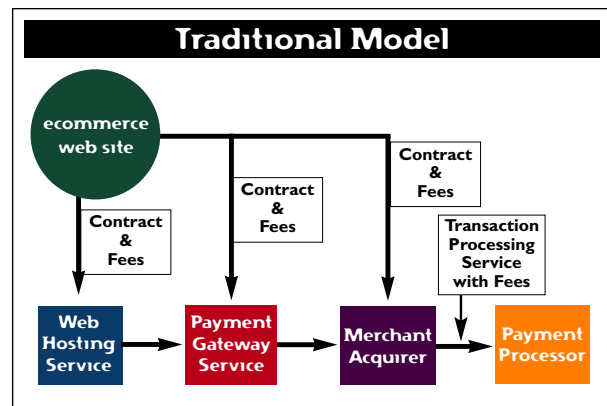 Traditional Model
ecommerce
web site
Contract
&
Fees
Contract
&
Fees
Contract
&
Fees
Transaction
Processing
Service
with Fees
Web
Hosting
Service
Payment
Gateway
Service
Merchant
Acquirer
Payment
Processor